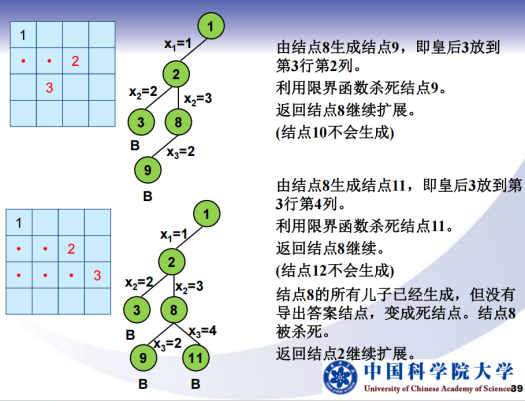 1
2
3
1
x1=1
2
x2=2
x2=3
3
8
B
x3=2
9
B
由结点8生成结点9，即皇后3放到
第3行第2列。
利用限界函数杀死结点9。
返回结点8继续扩展。
(结点10不会生成)
1
2
3
1
x1=1
2
x2=2
x2=3
3
8
B
x3=2
x3=4
9
11
B
B
由结点8生成结点11，即皇后3放到第
3行第4列。
利用限界函数杀死结点11。
返回结点8继续。
(结点12不会生成)
结点8的所有儿子已经生成，但没有
导出答案结点，变成死结点。结点8
被杀死。
返回结点2继续扩展。
中国科学院大学
University of Chinese Academy of Sciences
39